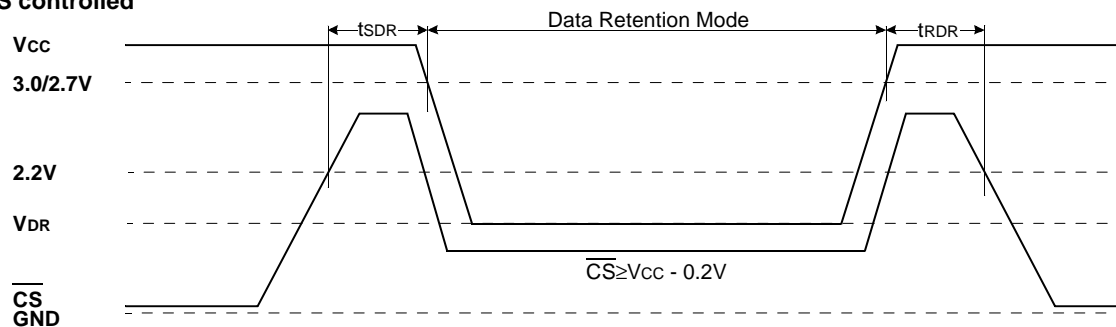 S controlled
tSDR
Data Retention Mode
tRDR
VCC
3.0/2.7V
2.2V
VDR
CS≥VCC - 0.2V
CS
GND